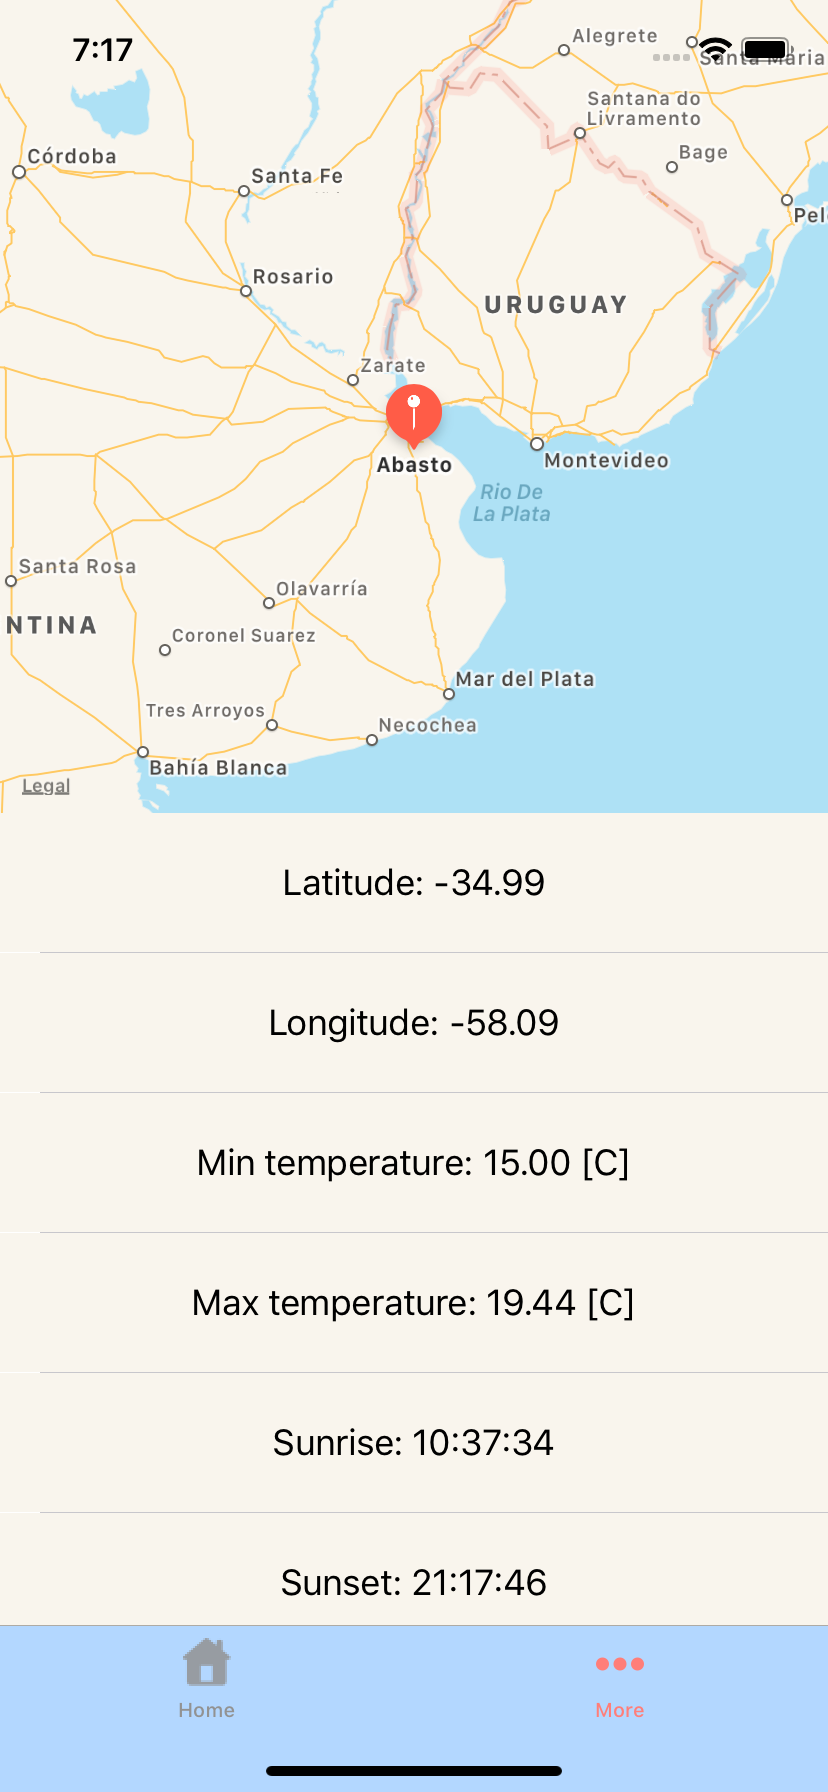 7:17
Alegrete
Santa Maria
Santana do
Livramento
Córdoba
Bage
Santa Fe
Rosario
URUGUAY
Zarate
Abasto
Montevideo
Rio De
La Plata
Santa Rosa
Olavarría
NTINA
Coronel Suarez
Mar del Plata
Tres Arroyos
Necochea
Bahía Blanca
Legal
Latitude: -34.99
Longitude: -58.09
Min temperature: 15.00 [C]
Max temperature: 19.44 [C]
Sunrise: 10:37:34
Sunset: 21:17:46
Home
More